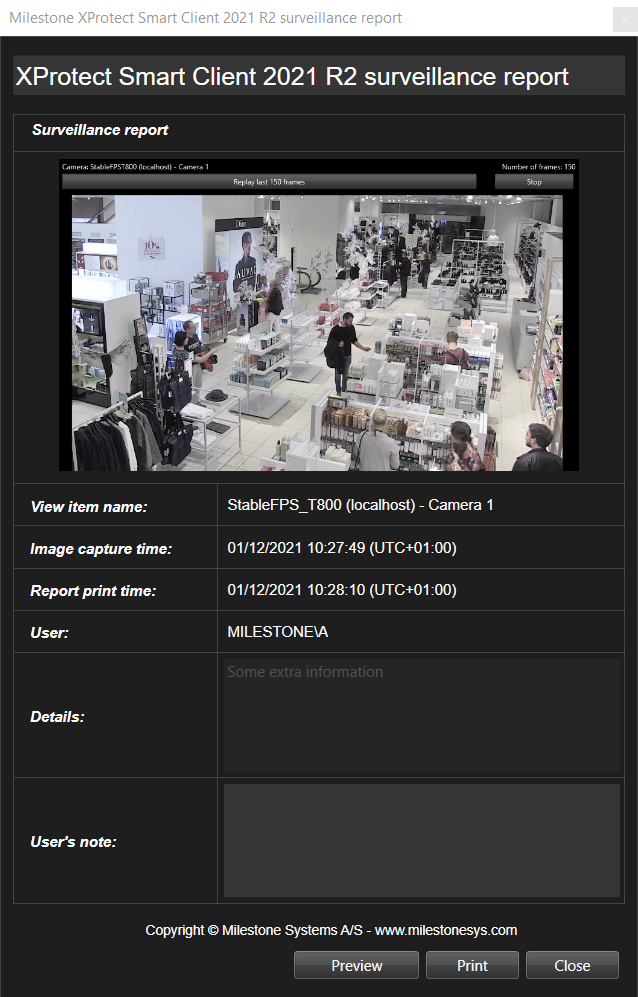 Milestone XProtect Smart Client 2021 R2 surveillance report
XProtect Smart Client 2021 R2 surveillance report
Surveillance report
Camera: StableFPST800 (localhost) - Camera 1
Number of frames: 150
Replay last 150 frames
Stop
Dior
10%
View item name:
StableFPS_T800 (localhost) - Camera 1
Image capture time:
01/12/2021 10:27:49 (UTC+01:00)
Report print time:
01/12/2021 10:28:10 (UTC+01:00)
User:
MILESTONE\A
Details:
Some extra information
User's note:
Copyright © Milestone Systems A/S - www.milestonesys.com
Preview
Print
Close